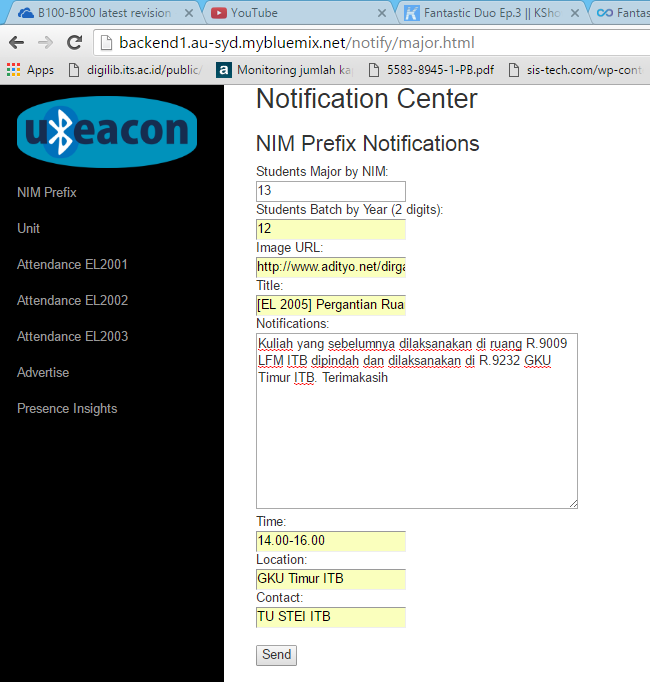 B100-B500 latest revision
YouTube
Fantastic Duo Ep.3 || KSho
Fantas
backend1.au-syd.mybluemix.net/notify/major.html
Apps
digilib.its.ac.id/public/
Monitoring jumlah ka
5583-8945-1-PB.pdf
sis-tech.com/wp-cont
ubeacon
NIM Prefix
Unit
Attendance EL2001
Attendance EL2002
Attendance EL2003
Advertise
Presence Insights
Notification Center
NIM Prefix Notifications
Students Major by NIM:
13
Students Batch by Year (2 digits):
12
Image URL:
http://www.adityo.net/dirga
Title:
[EL 2005] Pergantian Rua
Notifications:
Kuliah yang sebelumnya dilaksanakan di ruang R.9009
LFM ITB dipindah dan dilaksanakan di R.9232 GKU
Timur ITB. Terimakasih
Time:
14.00-16.00
Location:
GKU Timur ITB
Contact:
TU STEI ITB
Send